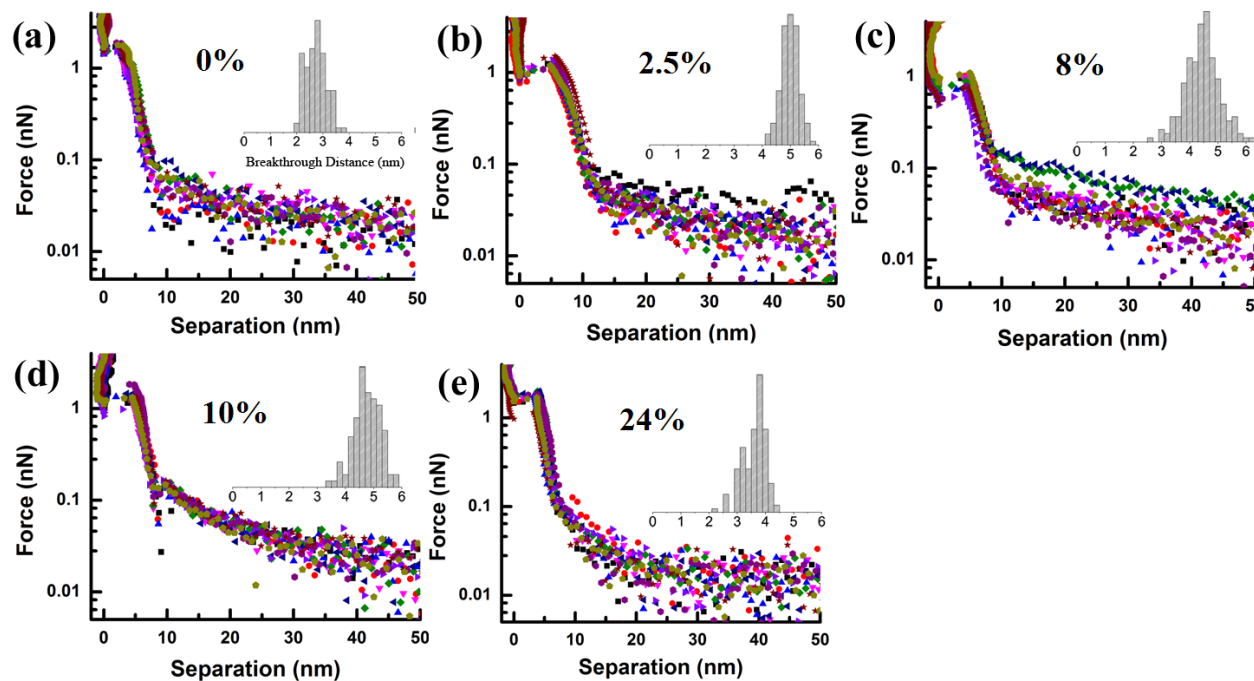 (a)
0%
Force (nN)
1
0.1
0.01
0 1 2 3 4 5 6
Breakthrough Distance (nm)
0 10 20 30 40 50
Separation (nm)
(b)
2.5%
Force (nN)
1
0.1
0.01
0 1 2 3 4 5 6
0 10 20 30 40 50
Separation (nm)
(c)
8%
Force (nN)
1
0.1
0.01
0 1 2 3 4 5 6
0 10 20 30 40 50
Separation (nm)
(d)
10%
Force (nN)
1
0.1
0.01
0 1 2 3 4 5 6
0 10 20 30 40 50
Separation (nm)
(e)
24%
Force (nN)
1
0.1
0.01
0 1 2 3 4 5 6
0 10 20 30 40 50
Separation (nm)